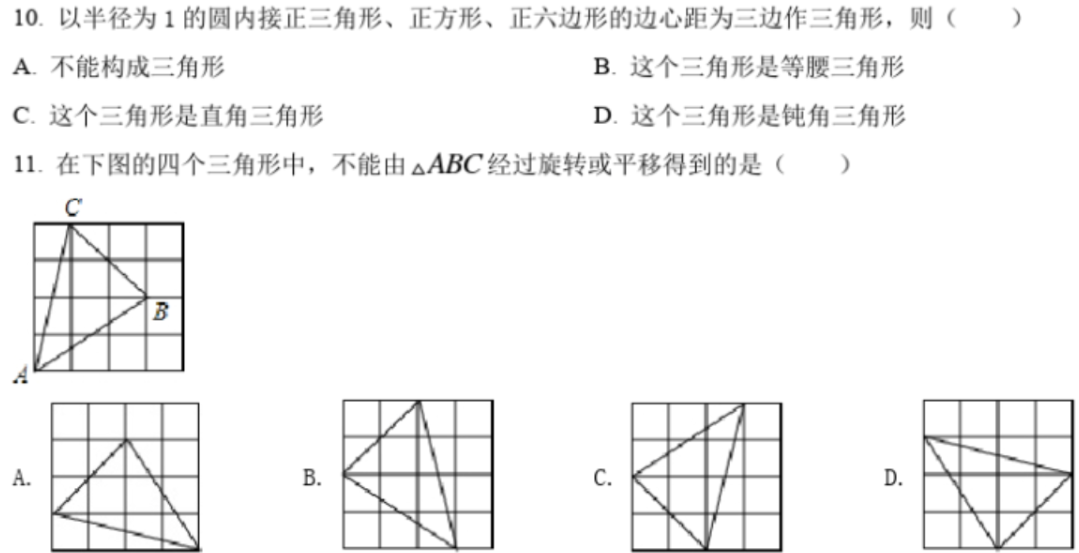 10. 以半径为 1 的圆内接正三角形、正方形、正六边形的边心距为三边作三角形，则（ ）
A. 不能构成三角形 B. 这个三角形是等腰三角形
C. 这个三角形是直角三角形 D. 这个三角形是钝角三角形
11. 在下图的四个三角形中，不能由△ABC 经过旋转或平移得到的是（ ）
C
B
A
A. B. C. D.